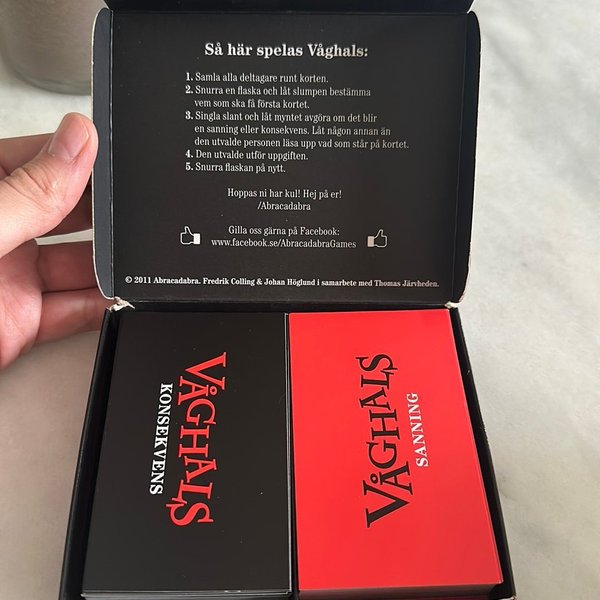 Så här spelas Våghals:
1. Samla alla deltagare runt korten.
2. Snurra en flaska och låt slumpen bestämma
vem som ska få första kortet.
3. Singla slant och låt myntet avgöra om det blir
en sanning eller konsekvens. Låt någon annan än
den utvalde personen läsa upp vad som står på kortet.
4. Den utvalde utför uppgiften.
5. Snurra flaskan på nytt.
Hoppas ni har kul! Hej på er!
/Abracadabra
Gilla oss gärna på Facebook:
www.facebook.se/AbracadabraGames
© 2011 Abracadabra. Fredrik Colling & Johan Höglund i samarbete med Thomas Järvheden.
VÅGHALS
KONSEKVENS
VÅGHALS
SANNING